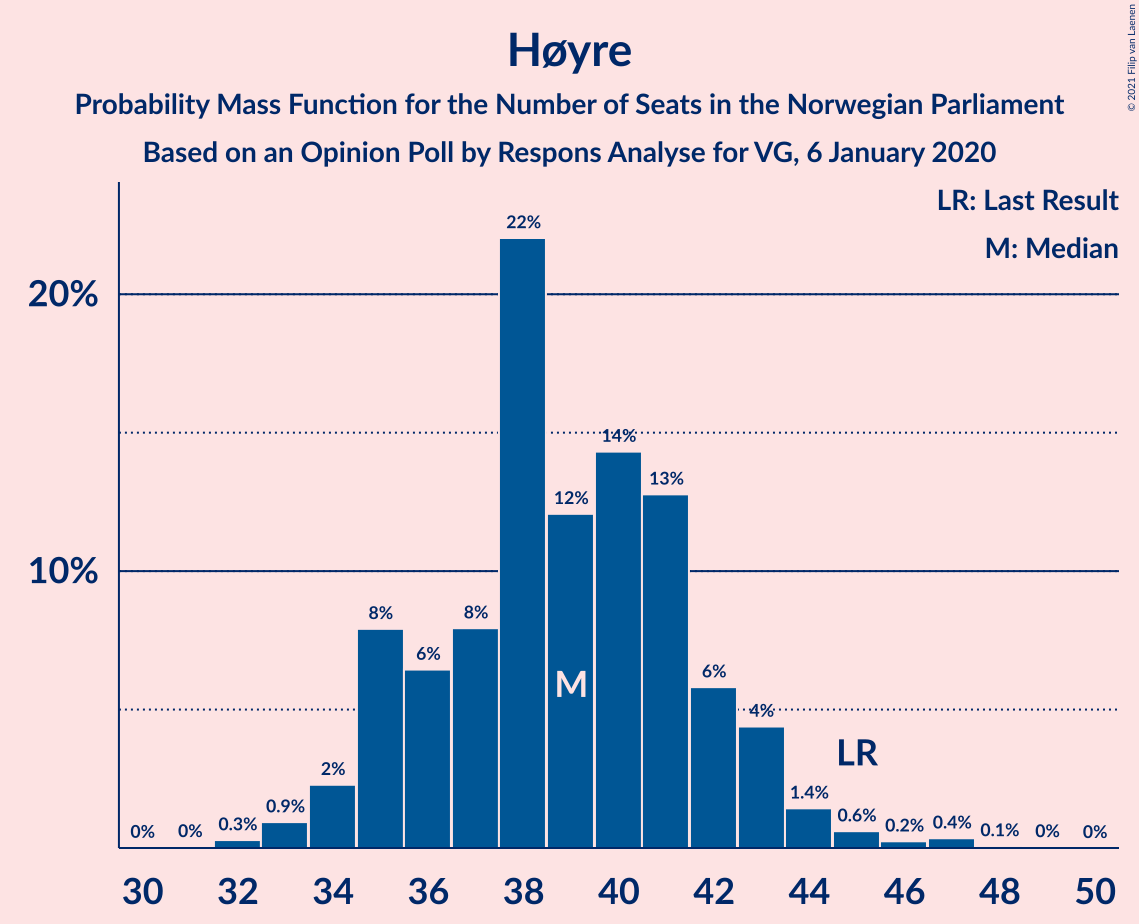 Høyre
Probability Mass Function for the Number of Seats in the Norwegian Parliament
Based on an Opinion Poll by Respons Analyse for VG, 6 January 2020
© 2021 Filip van Laenen
LR: Last Result
M: Median
20%
10%
0%
0%
0.3%
0.9%
2%
8%
6%
8%
22%
12%
14%
13%
6%
4%
1.4%
0.6%
0.2%
0.4%
0.1%
0%
0%
M
LR
30 32 34 36 38 40 42 44 46 48 50